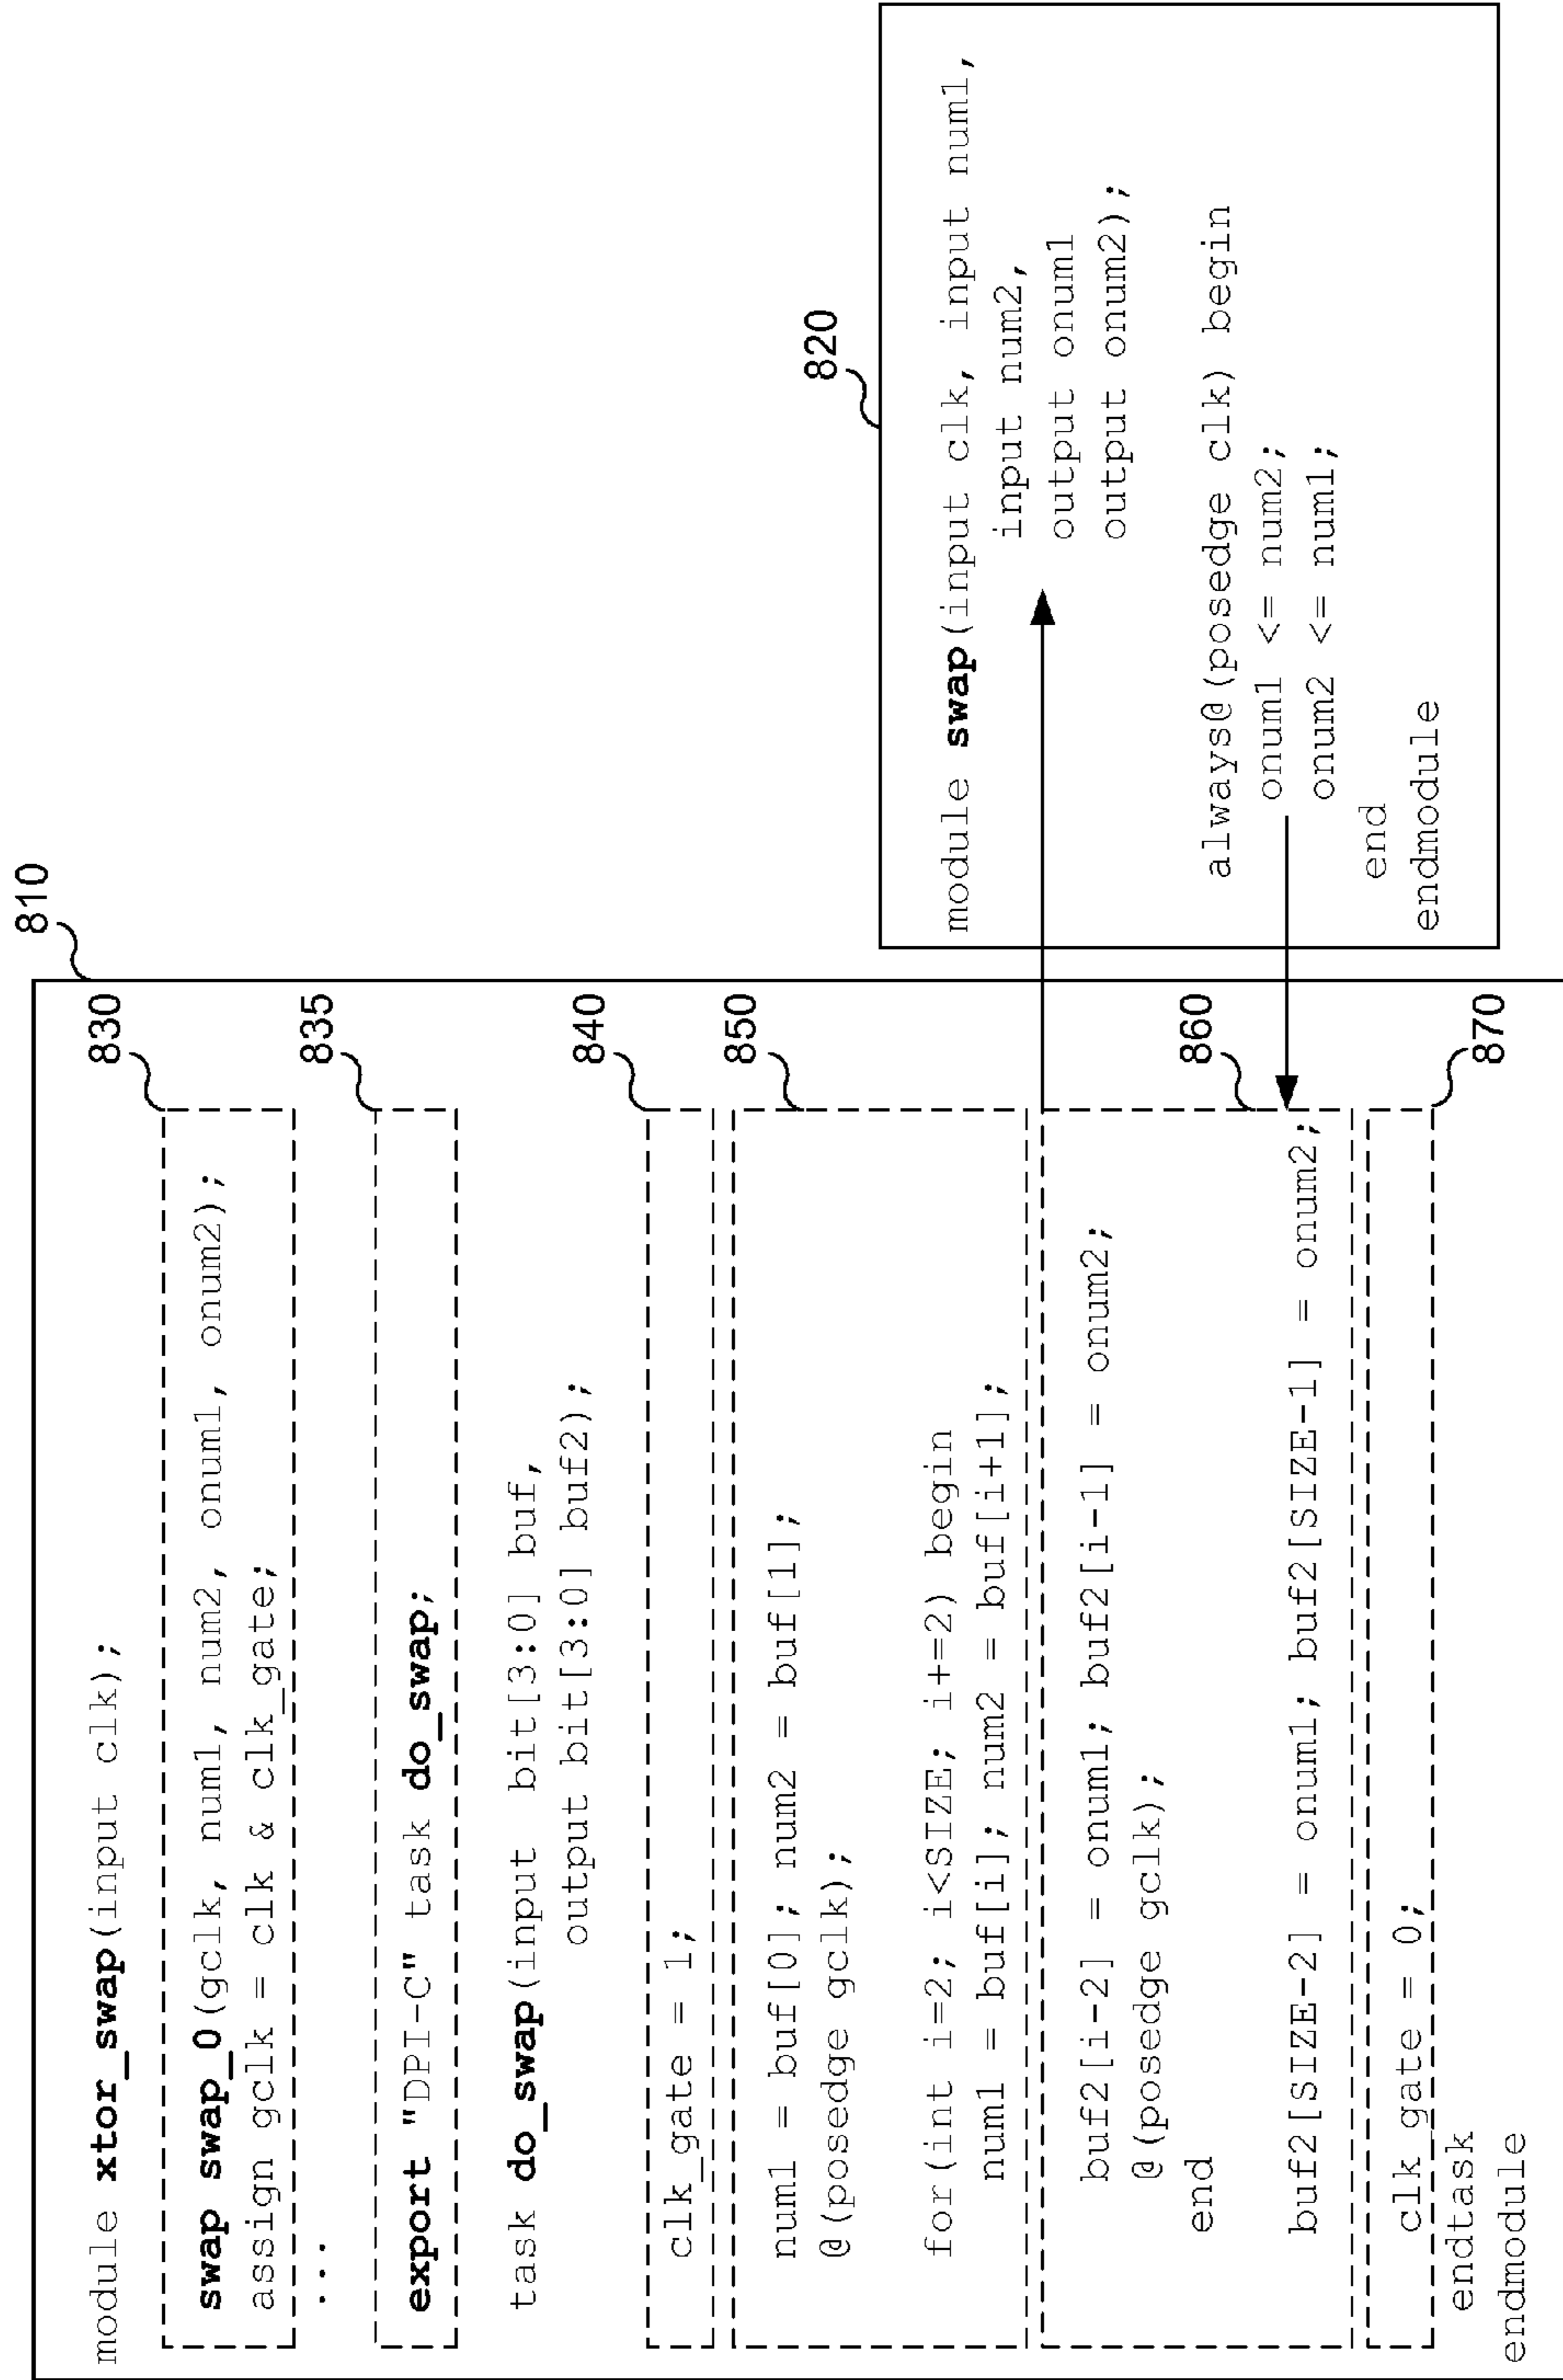 810
module xtor_swap(input clk);
830
swap swap_0(gclk, num1, num2, onum1, onum2);
assign gclk = clk & clk_gate;
...
835
export "DPI-C" task do_swap;
task do_swap(input bit[3:0] buf,
output bit[3:0] buf2);
840
clk_gate = 1;
850
num1 = buf[0]; num2 = buf[1];
@(posedge gclk);
for(int i=2; i<SIZE; i+=2) begin
num1 = buf[i]; num2 = buf[i+1];
buf2[i-2] = onum1; buf2[i-1] = onum2;
@(posedge gclk);
end
860
buf2[SIZE-2] = onum1; buf2[SIZE-1] = onum2;
clk_gate = 0;
870
endtask
endmodule
820
module swap(input clk, input num1,
input num2,
output onum1
output onum2);
always@(posedge clk) begin
onum1 <= num2;
onum2 <= num1;
end
endmodule